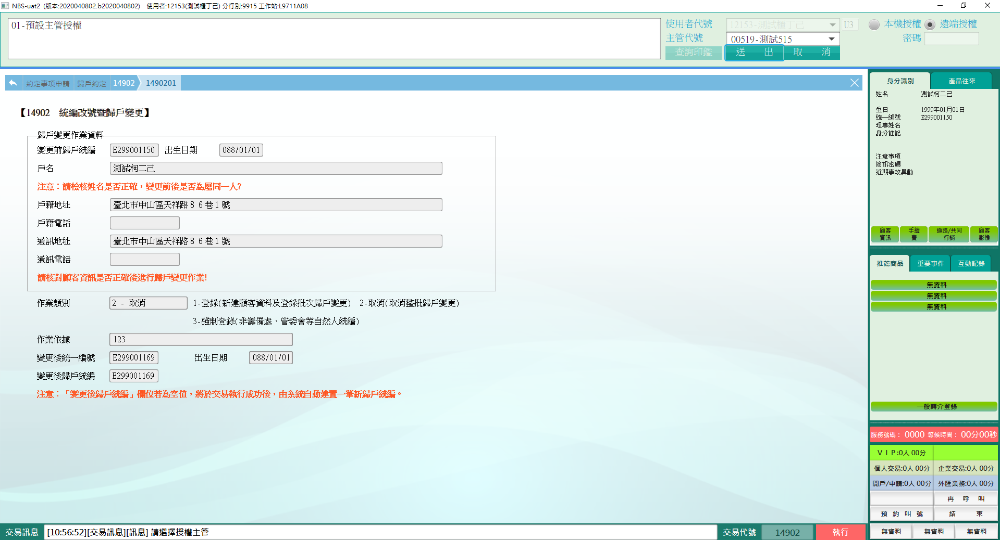 NBS-uat2 (版本:2020040802.b2020040802) 使用者:12153(測試櫃丁己) 分行別:9915 工作站:L9711A08
01-預設主管授權
使用者代號 12153-測試櫃丁己 U3 本機授權 遠端授權
主管代號 00519-測試515 密碼
查詢印鑑 送 出 取 消
約定事項申請 歸戶約定 14902 1490201
【14902 統編改號暨歸戶變更】
歸戶變更作業資料
變更前歸戶統編 E299001150 出生日期 088/01/01
戶名 測試柯二己
注意：請檢核姓名是否正確，變更前後是否為屬同一人?
戶籍地址 臺北市中山區天祥路８６巷１號
戶籍電話
通訊地址 臺北市中山區天祥路８６巷１號
通訊電話
請核對顧客資訊是否正確後進行歸戶變更作業!
作業類別 2 - 取消 1-登錄(新建顧客資料及登錄批次歸戶變更) 2-取消(取消整批歸戶變更)
3-強制登錄(非籌備處、管委會等自然人統編)
作業依據 123
變更後統一編號 E299001169 出生日期 088/01/01
變更後歸戶統編 E299001169
注意：「變更後歸戶統編」欄位若為空值，將於交易執行成功後，由系統自動建置一筆新歸戶統編。
身分識別 產品往來
姓名 測試柯二己
生日 1999年01月01日
統一編號 E299001150
理專姓名
身分註記
注意事項
簡訊密碼
近期事故異動
顧客資訊 手續費 通路/共同行銷 顧客影像
推薦商品 重要事件 互動記錄
無資料
無資料
無資料
一般轉介登錄
服務號碼： 0000 等候時間： 00分00秒
ＶＩＰ:0人 00分
個人交易:0人 00分 企業交易:0人 00分
開戶/申請:0人 00分 外匯業務:0人 00分
再 呼 叫
預 約 叫 號 結 束
無資料 無資料 無資料
交易訊息 [10:56:52][交易訊息][訊息] 請選擇授權主管 交易代號 14902 執行